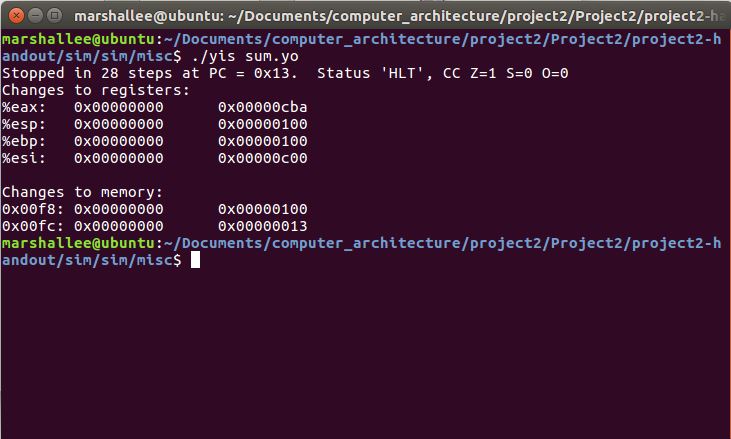 marshallee@ubuntu: ~/Documents/computer_architecture/project2/Project2/project2-ha
marshallee@ubuntu:~/Documents/computer_architecture/project2/Project2/project2-h
andout/sim/sim/misc$ ./yis sum.yo
Stopped in 28 steps at PC = 0x13.  Status 'HLT', CC Z=1 S=0 O=0
Changes to registers:
%eax:   0x00000000      0x00000cba
%esp:   0x00000000      0x00000100
%ebp:   0x00000000      0x00000100
%esi:   0x00000000      0x00000c00

Changes to memory:
0x00f8: 0x00000000      0x00000100
0x00fc: 0x00000000      0x00000013
marshallee@ubuntu:~/Documents/computer_architecture/project2/Project2/project2-h
andout/sim/sim/misc$